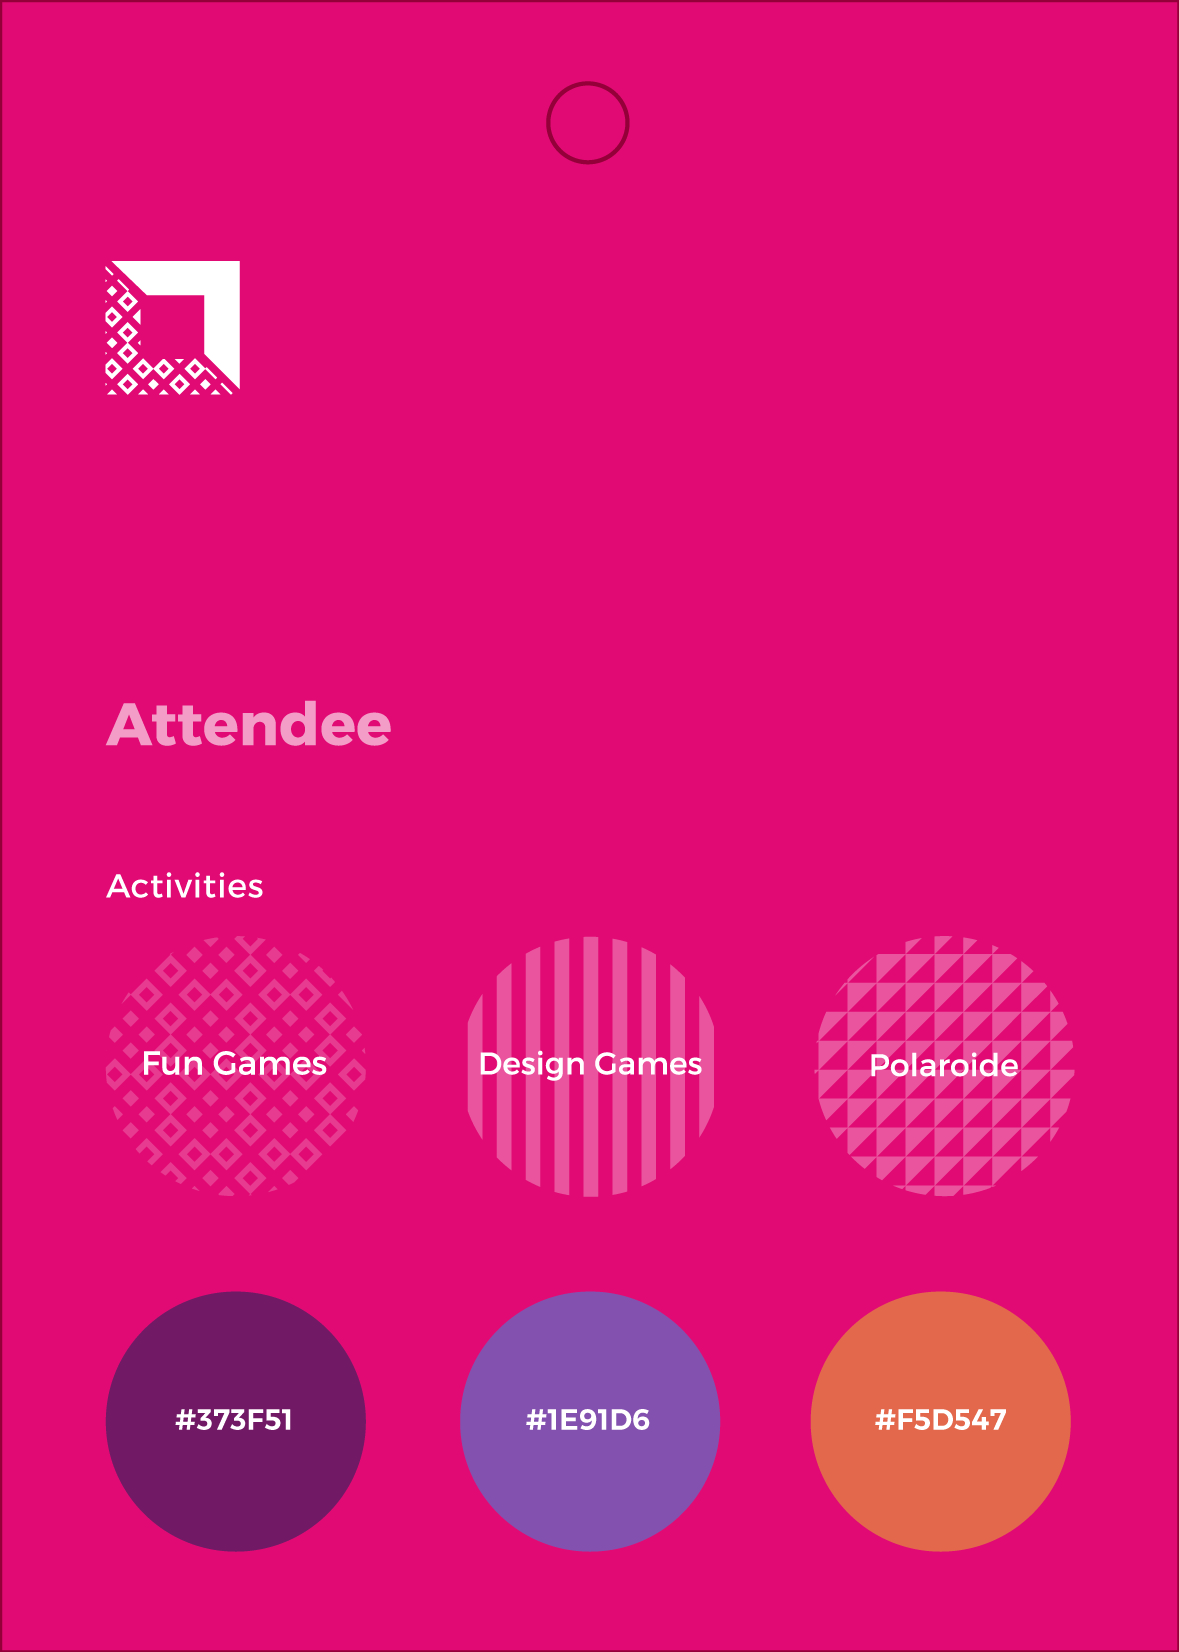 Attendee
Activities
Fun Games
Design Games
Polaroide
#373F51
#1E91D6
#F5D547